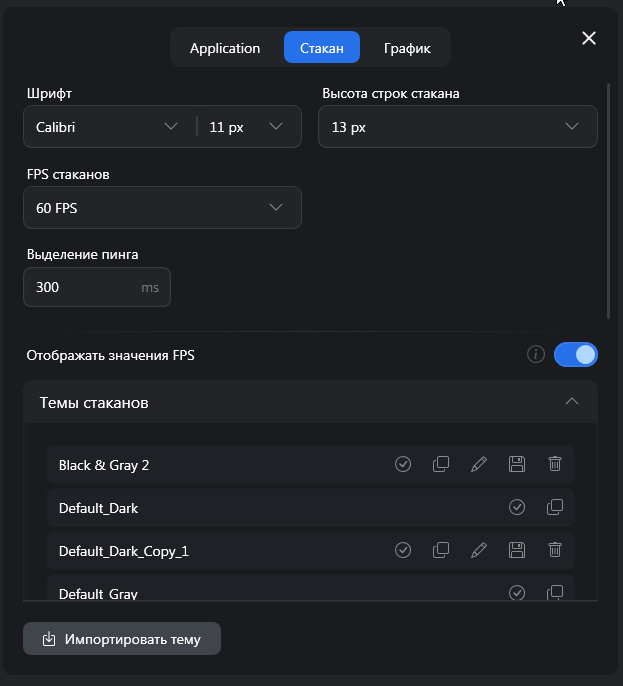 Application Стакан График
Шрифт
Высота строк стакана
Calibri 11 px
13 px
FPS стаканов
60 FPS
Выделение пинга
300 ms
Отображать значения FPS
Темы стаканов
Black & Gray 2
Default_Dark
Default_Dark_Copy_1
Default_Gray
Импортировать тему